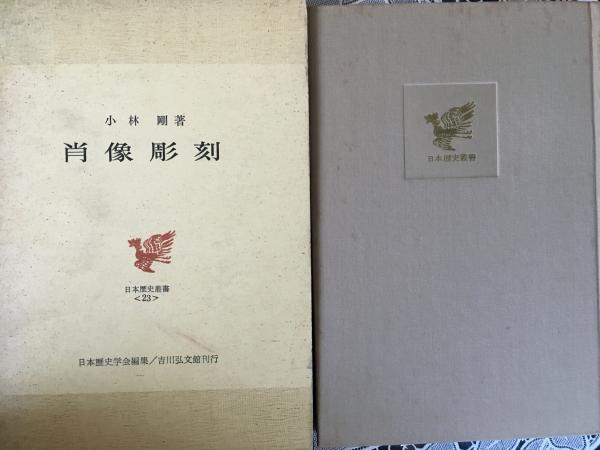 小林 剛著
肖像彫刻
日本歴史叢書
<23>
日本歴史学会編集／吉川弘文館刊行
日本歴史叢書